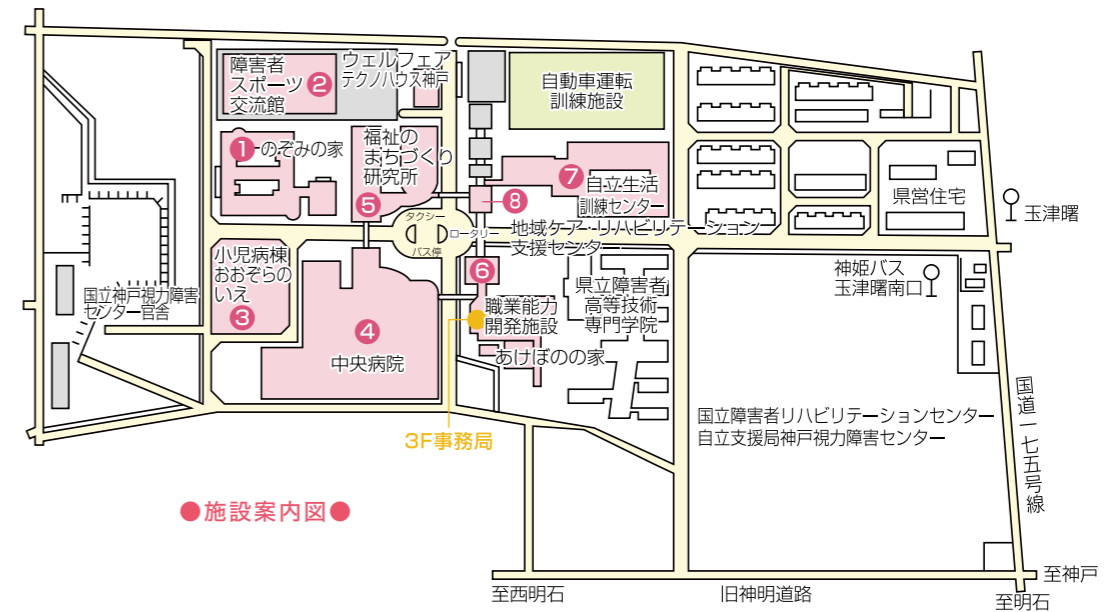 障害者
スポーツ
交流館
②
ウェルフェア
テクノハウス神戸
自動車運転
訓練施設
①
のぞみの家
福祉の
まちづくり
研究所
⑤
⑦
自立生活
訓練センター
⑧
地域ケア・リハビリテーション
支援センタ
タクシー
ロータリー
バス停
県営住宅
玉津曙
小児病棟
おおぞらの
いえ
③
国立神戸視力障害
センター官舎
④
中央病院
⑥
職業能力
開発施設
県立障害者
高等技術
専門学院
あけぼのの家
神姫バス
玉津曙南口
3F事務局
国立障害者リハビリテーションセンター
自立支援局神戸視力障害センター
国道一七五号線
●施設案内図●
至西明石
旧神明道路
至神戸
至明石